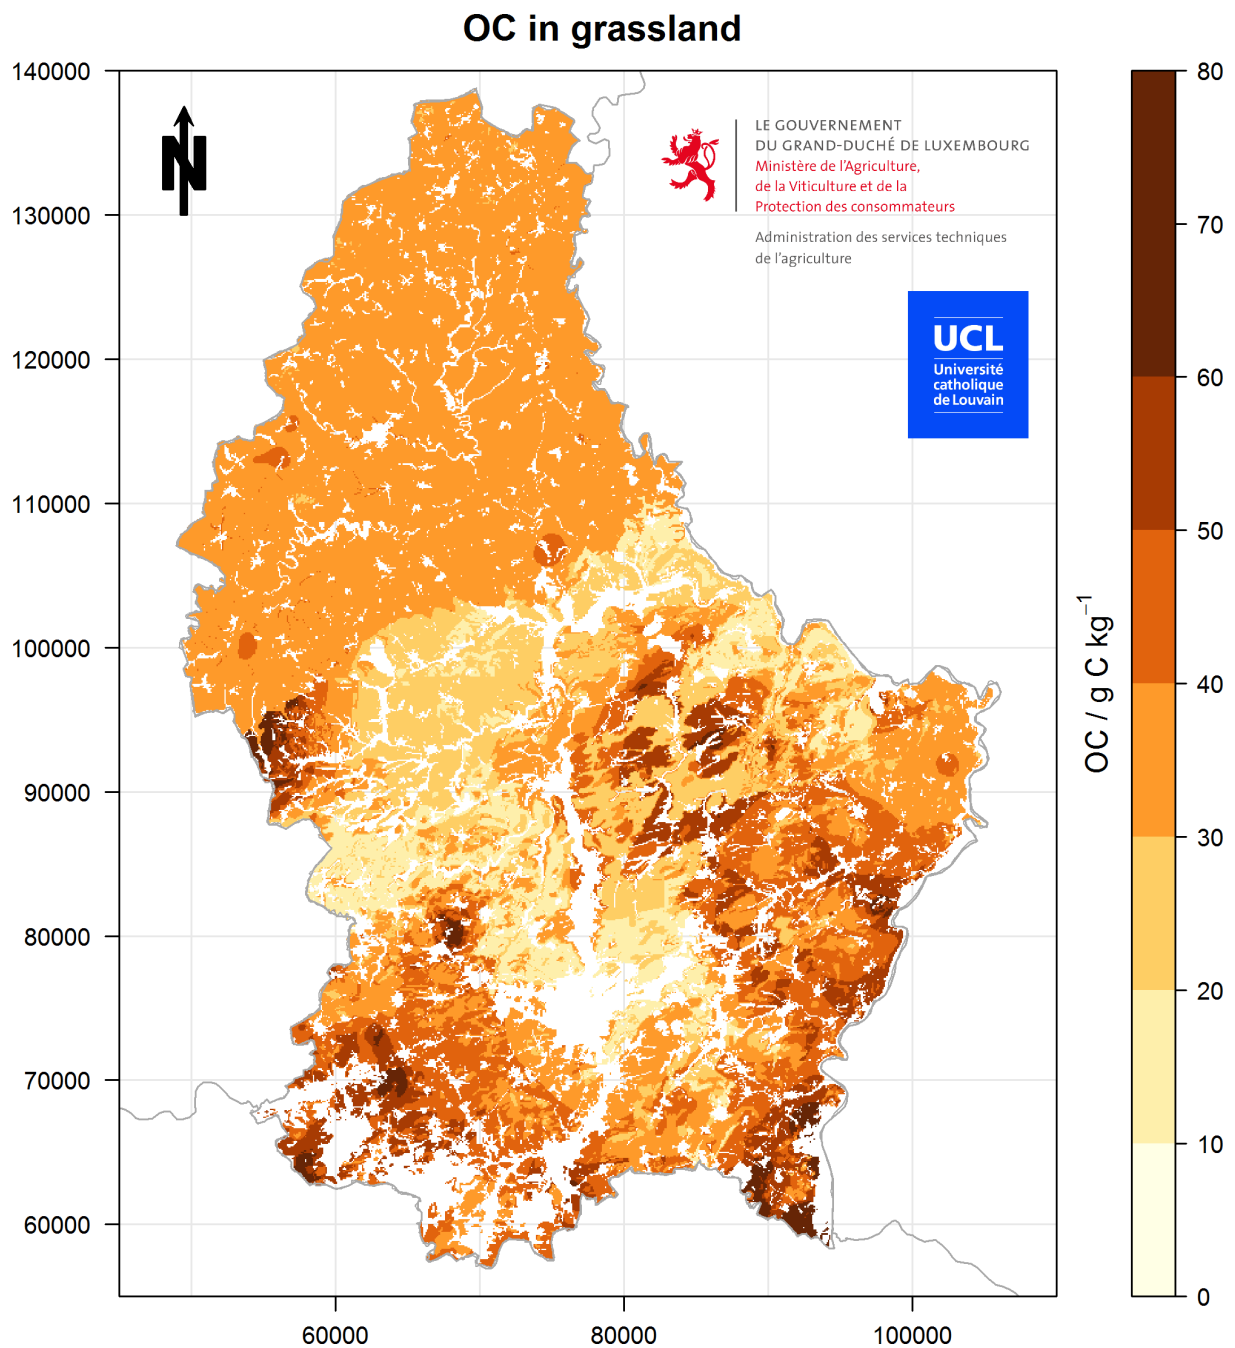 OC in grassland
140000
130000
120000
110000
100000
90000
80000
70000
60000
60000
80000
100000
N
LE GOUVERNEMENT
DU GRAND-DUCHÉ DE LUXEMBOURG
Ministère de l'Agriculture,
de la Viticulture et de la
Protection des consommateurs
Administration des services techniques
de l'agriculture
UCL
Université
catholique
de Louvain
80
70
60
50
40
30
20
10
0
OC / g C kg⁻¹